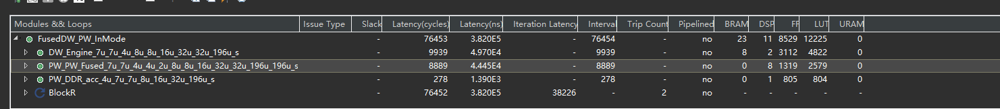 Modules && Loops Issue Type Slack Latency(cycles) Latency(ns) Iteration Latency Interval Trip Count Pipelined BRAM DSP FF LUT URAM
FusedDW_PW_InMode - 76453 3.820E5 - 76454 - no 23 11 8529 12225 0
DW_Engine_7u_7u_4u_8u_8u_16u_32u_32u_196u_s - 9939 4.970E4 - 9939 - no 8 2 3112 4822 0
PW_PW_Fused_7u_7u_4u_4u_2u_8u_8u_16u_32u_32u_196u_196u_s - 8889 4.445E4 - 8889 - no 0 8 1319 2579 0
PW_DDR_acc_4u_7u_7u_8u_16u_32u_196u_s - 278 1.390E3 - 278 - no 0 1 805 804 0
BlockR - 76452 3.820E5 38226 - 2 no - - - - -